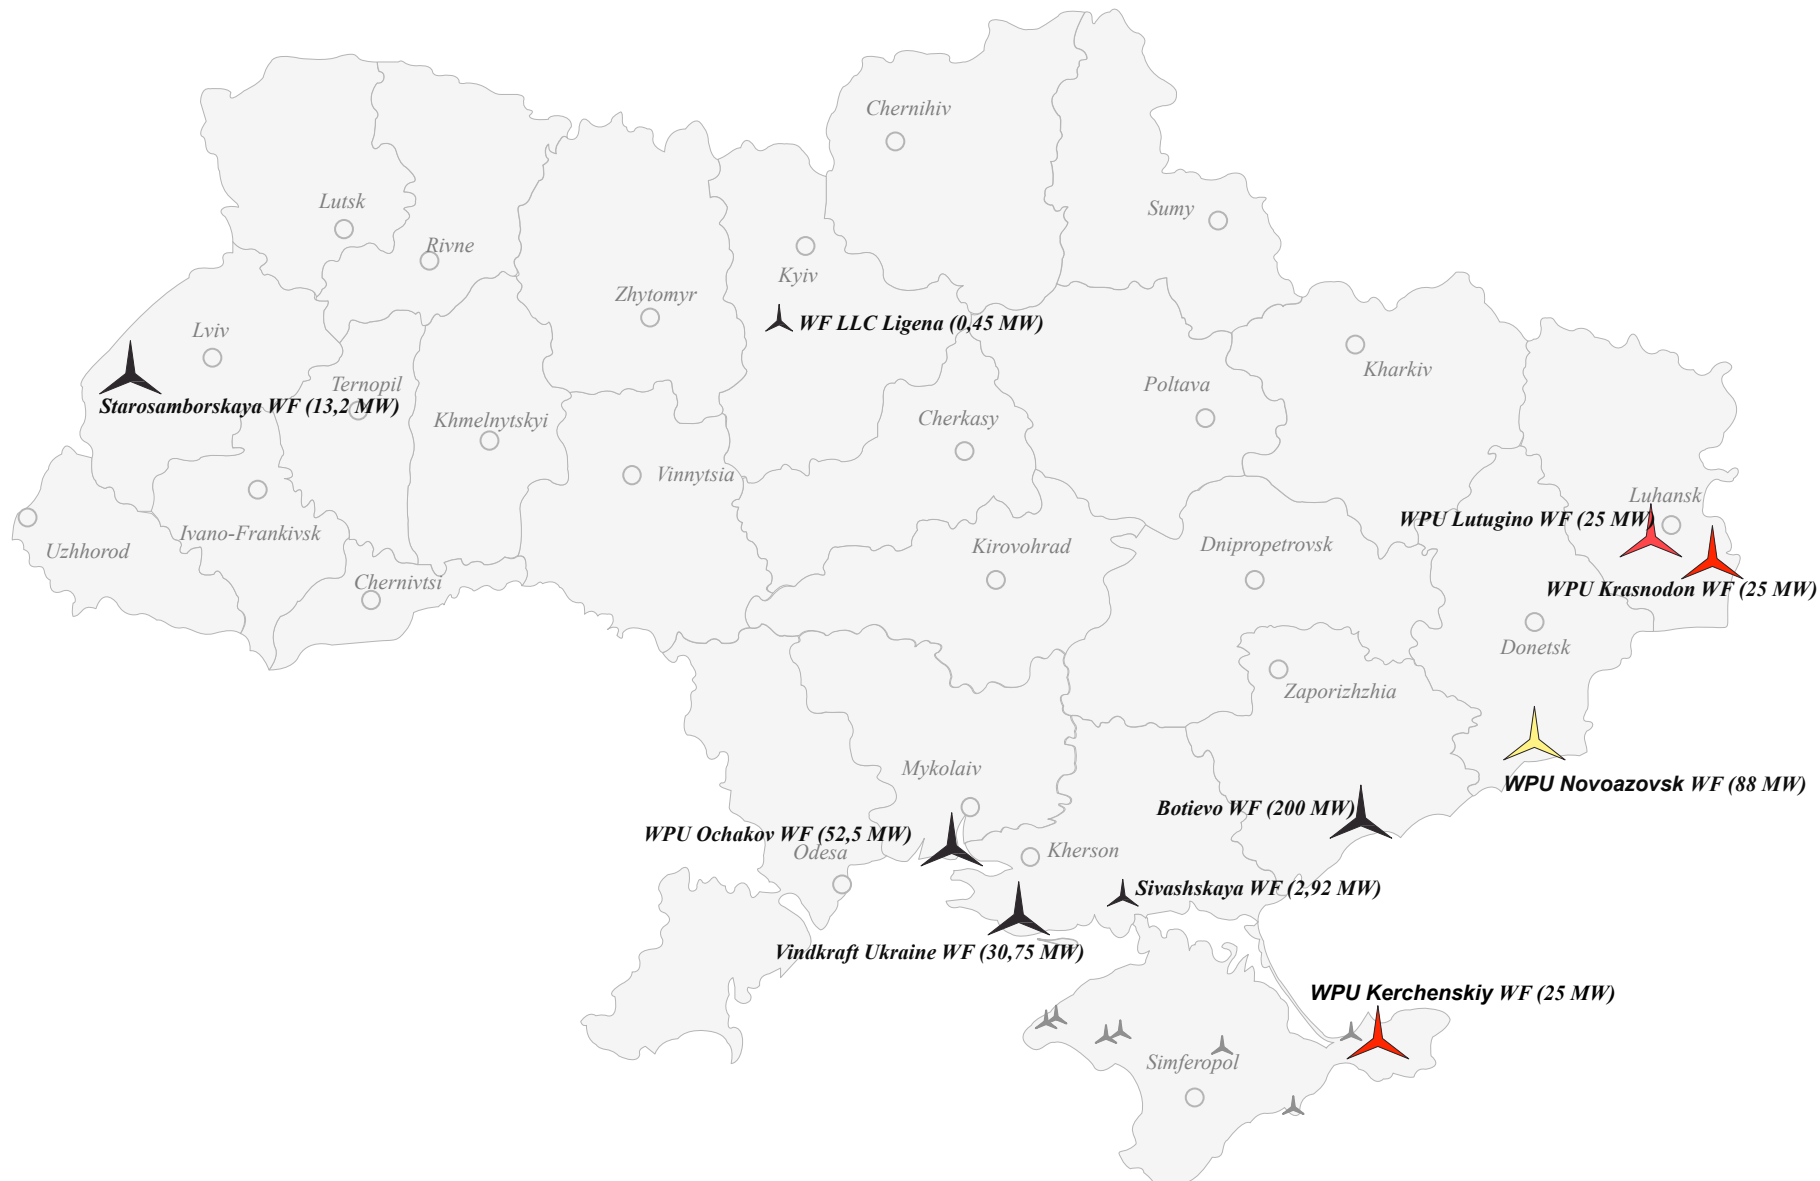 Chernihiv
Lutsk
Sumy
Rivne
Kyiv
Zhytomyr
WF LLC Ligena (0,45 MW)
Lviv
Kharkiv
Ternopil
Poltava
Starosamborskaya WF (13,2 MW)
Khmelnytskyi
Cherkasy
Vinnytsia
Luhansk
WPU Lutugino WF (25 MW)
Ivano-Frankivsk
Uzhhorod
Kirovohrad
Dnipropetrovsk
Chernivtsi
WPU Krasnodon WF (25 MW)
Donetsk
Zaporizhzhia
Mykolaiv
WPU Novoazovsk WF (88 MW)
Botievo WF (200 MW)
WPU Ochakov WF (52,5 MW)
Odesa
Kherson
Sivashskaya WF (2,92 MW)
Vindkraft Ukraine WF (30,75 MW)
WPU Kerchenskiy WF (25 MW)
Simferopol